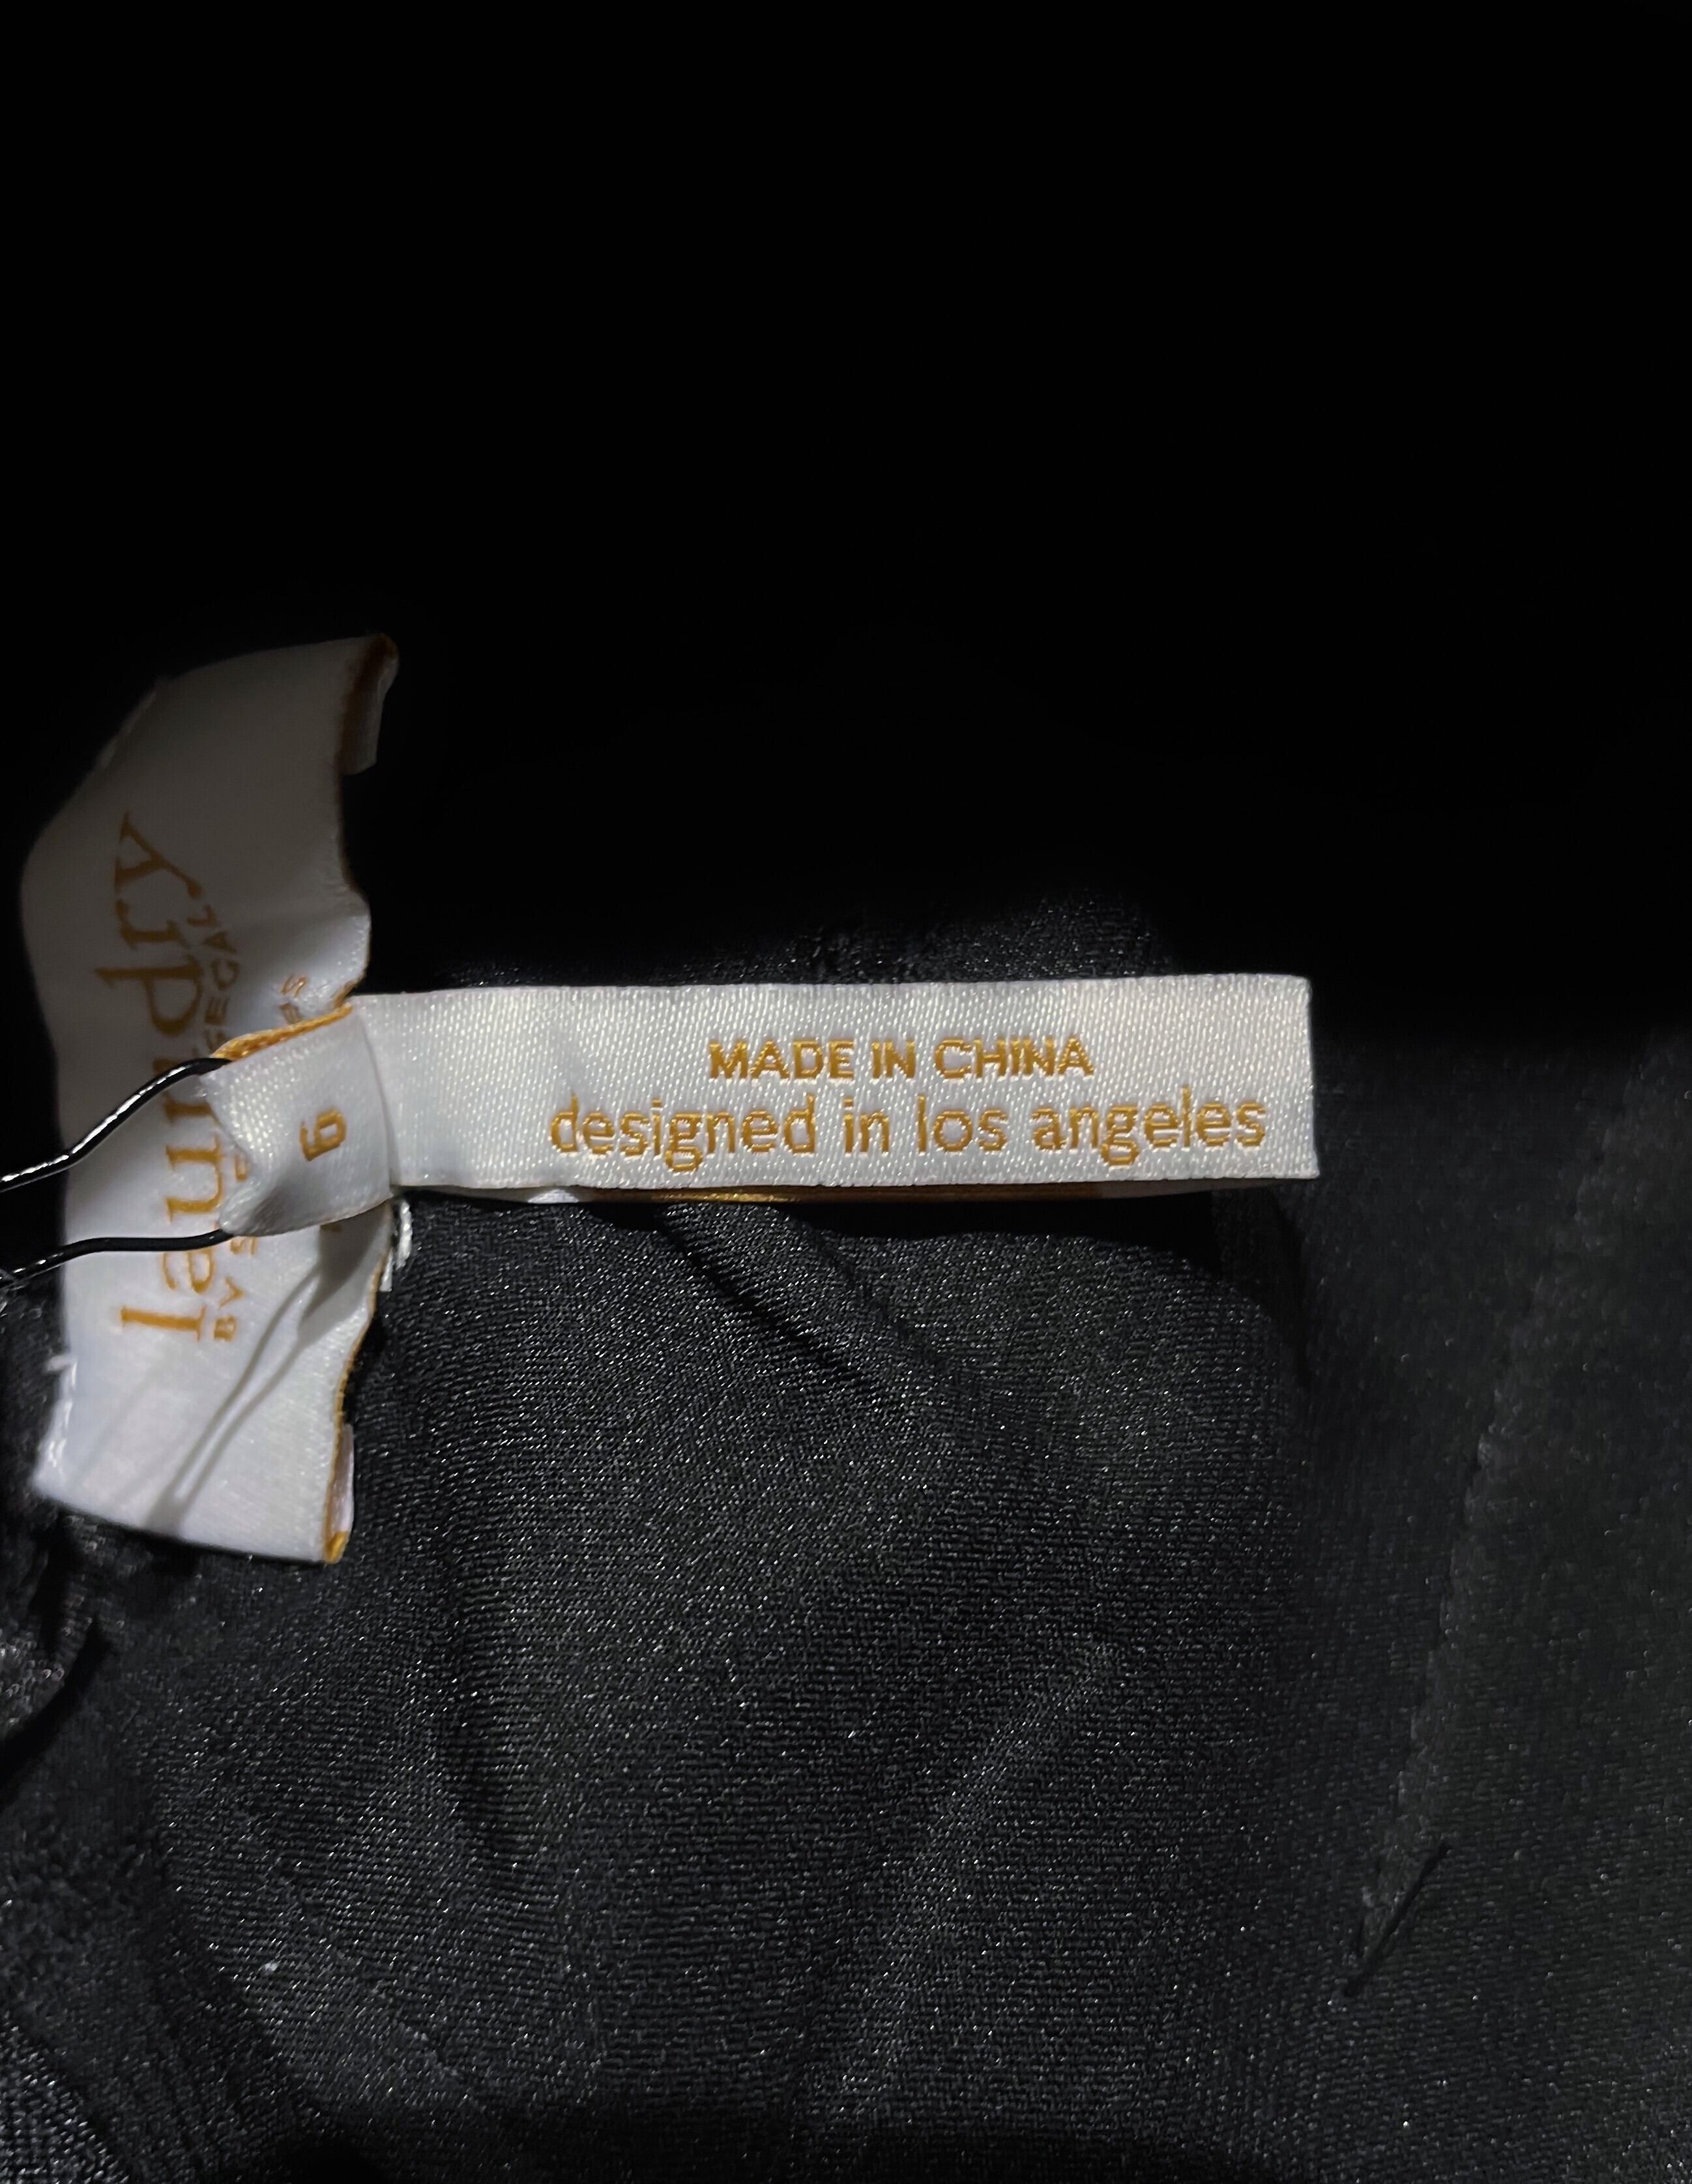 laundry
BY
6
MADE IN CHINA
designed in los angeles